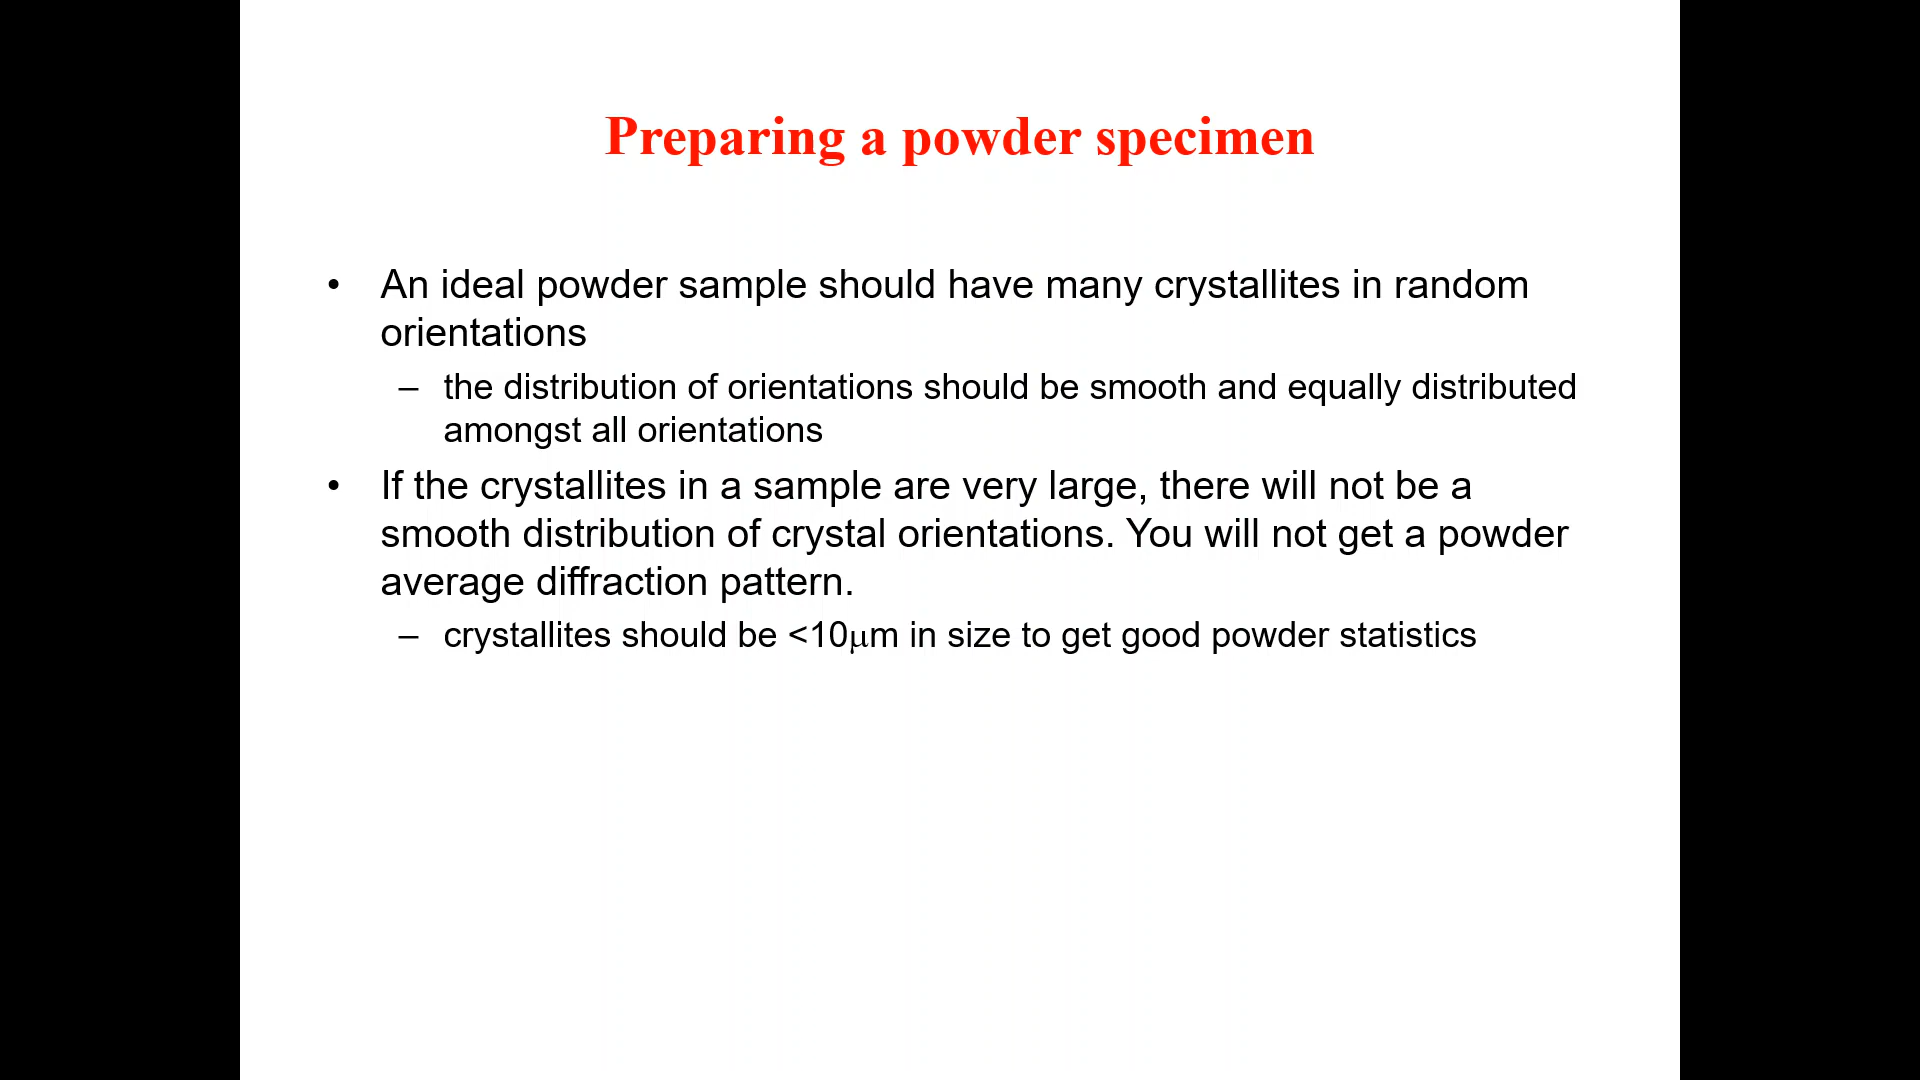 Preparing a powder specimen
• An ideal powder sample should have many crystallites in random
orientations
– the distribution of orientations should be smooth and equally distributed
amongst all orientations
• If the crystallites in a sample are very large, there will not be a
smooth distribution of crystal orientations. You will not get a powder
average diffraction pattern.
– crystallites should be <10μm in size to get good powder statistics